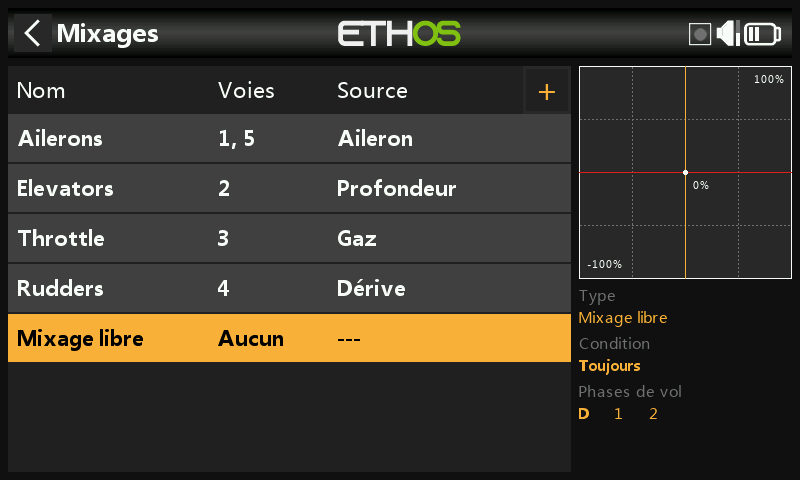 Mixages
ETHOS
Nom Voies Source +
Ailerons 1, 5 Aileron
Elevators 2 Profondeur
Throttle 3 Gaz
Rudders 4 Dérive
Mixage libre Aucun ---
100%
0%
-100%
Type
Mixage libre
Condition
Toujours
Phases de vol
D 1 2